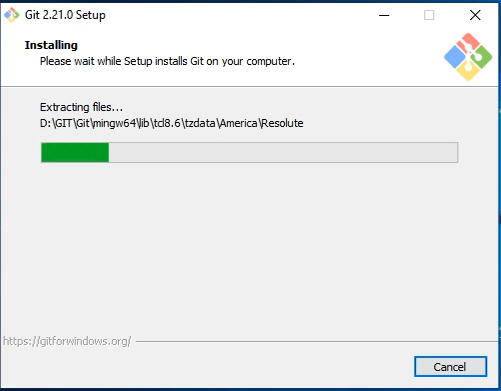 Git 2.21.0 Setup
Installing
Please wait while Setup installs Git on your computer.
Extracting files...
D:\GIT\Git\mingw64\lib\tcl8.6\tzdata\America\Resolute
https://gitforwindows.org/
Cancel